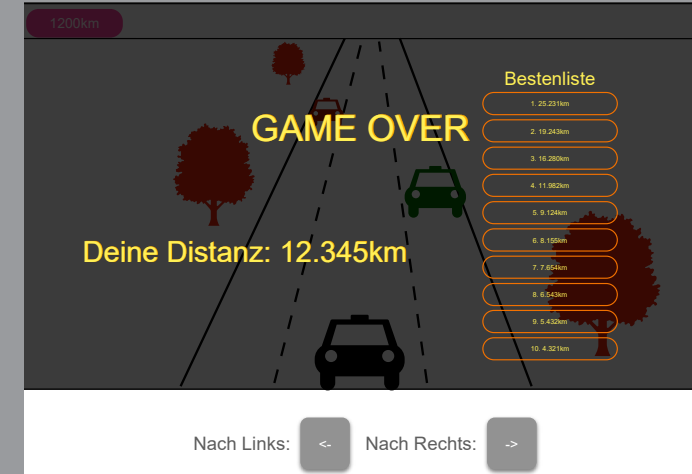 1200km
GAME OVER
Deine Distanz: 12.345km
Bestenliste
1. 25.231km
2. 19.243km
3. 16.280km
4. 11.982km
5. 9.124km
6. 8.155km
7. 7.654km
8. 6.543km
9. 5.432km
10. 4.321km
Nach Links: <- Nach Rechts: ->